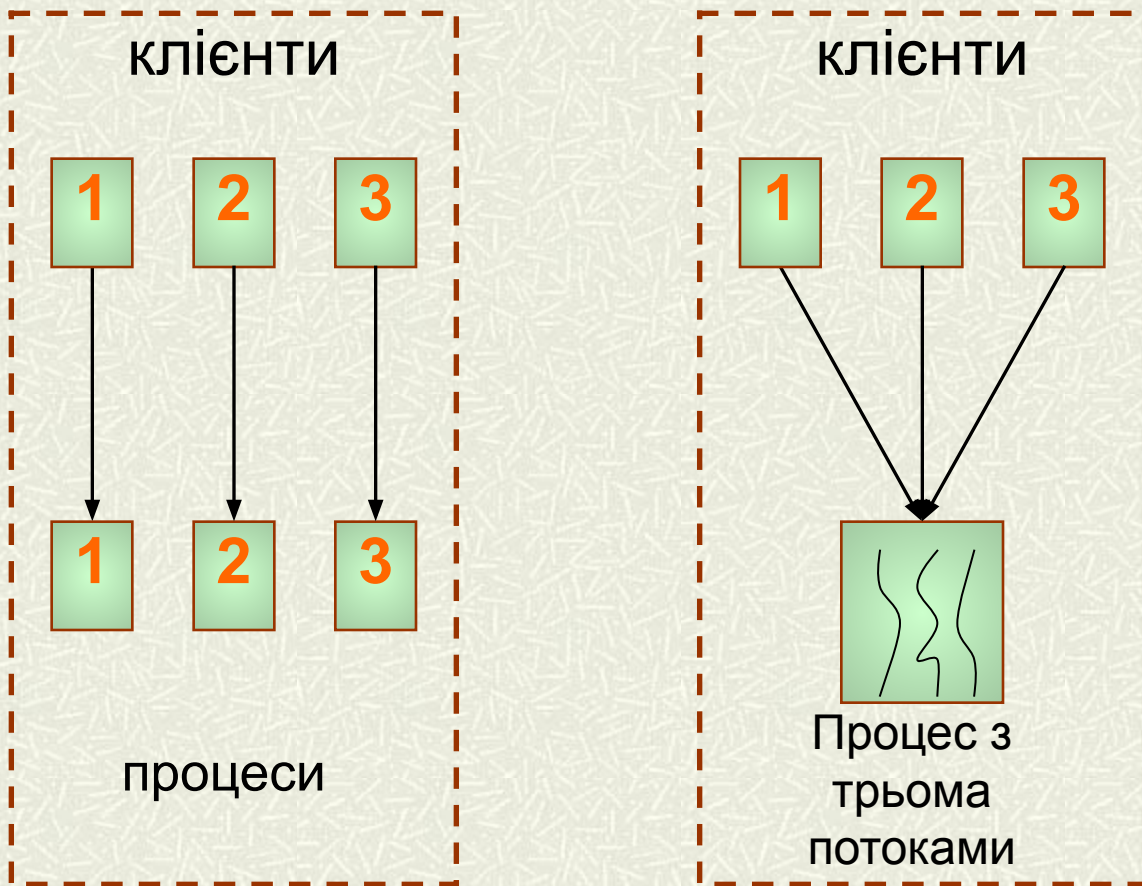 клієнти
1 2 3
1 2 3
процеси
клієнти
1 2 3
Процес з
трьома
потоками